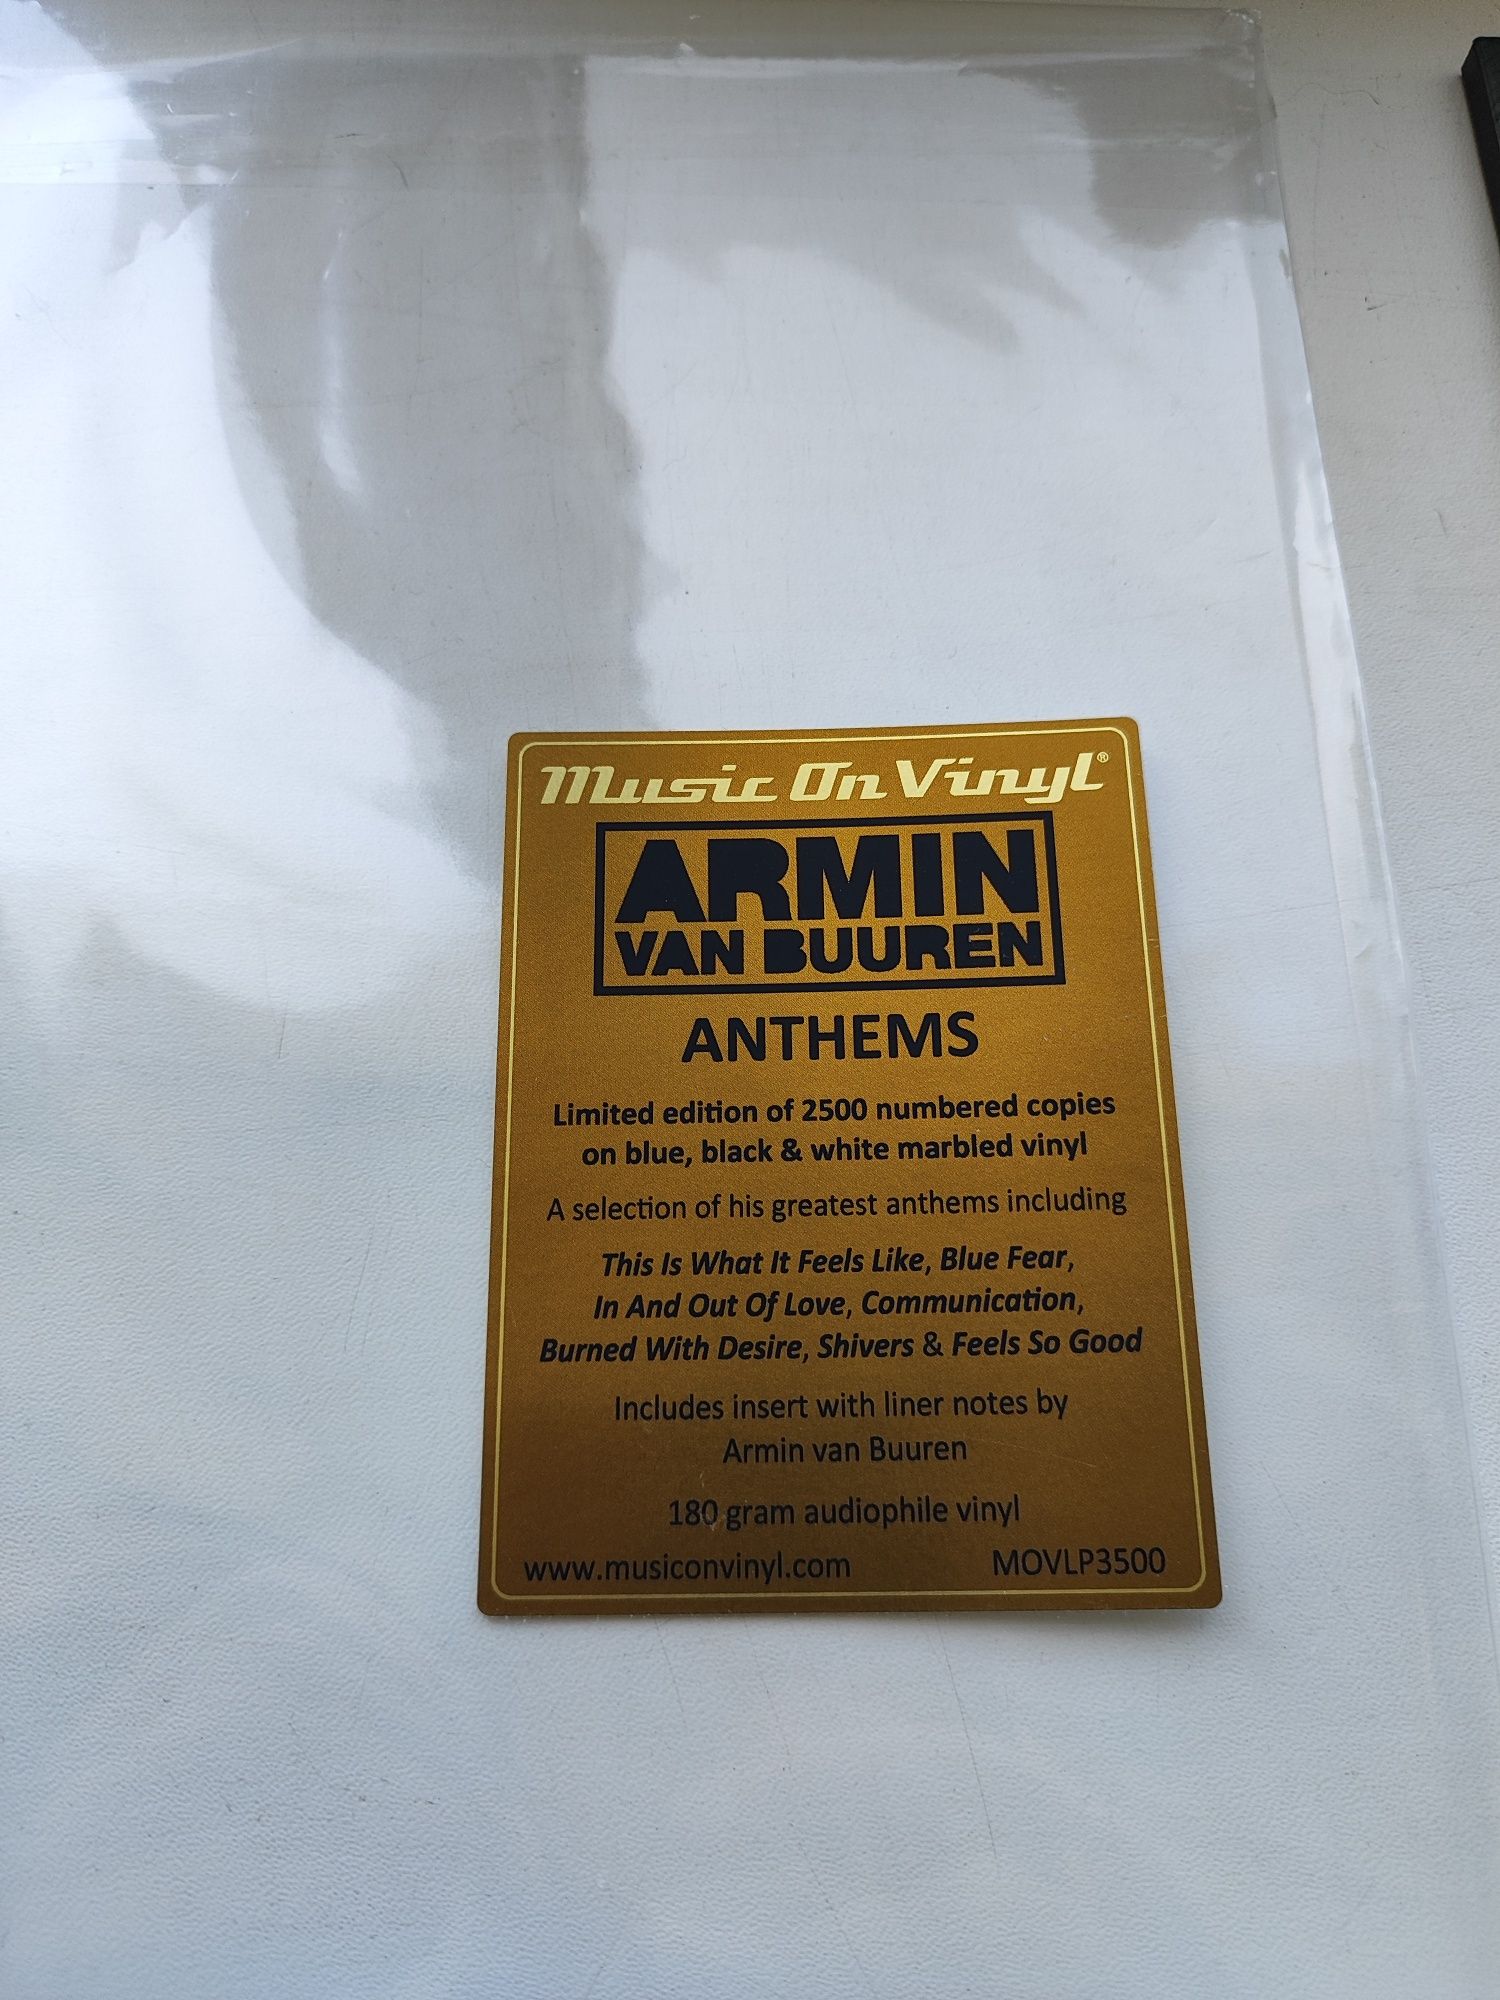 Music On Vinyl®
ARMIN
VAN BUUREN
ANTHEMS
Limited edition of 2500 numbered copies
on blue, black & white marbled vinyl
A selection of his greatest anthems including
This Is What It Feels Like, Blue Fear,
In And Out Of Love, Communication,
Burned With Desire, Shivers & Feels So Good
Includes insert with liner notes by
Armin van Buuren
180 gram audiophile vinyl
www.musiconvinyl.com MOVLP3500